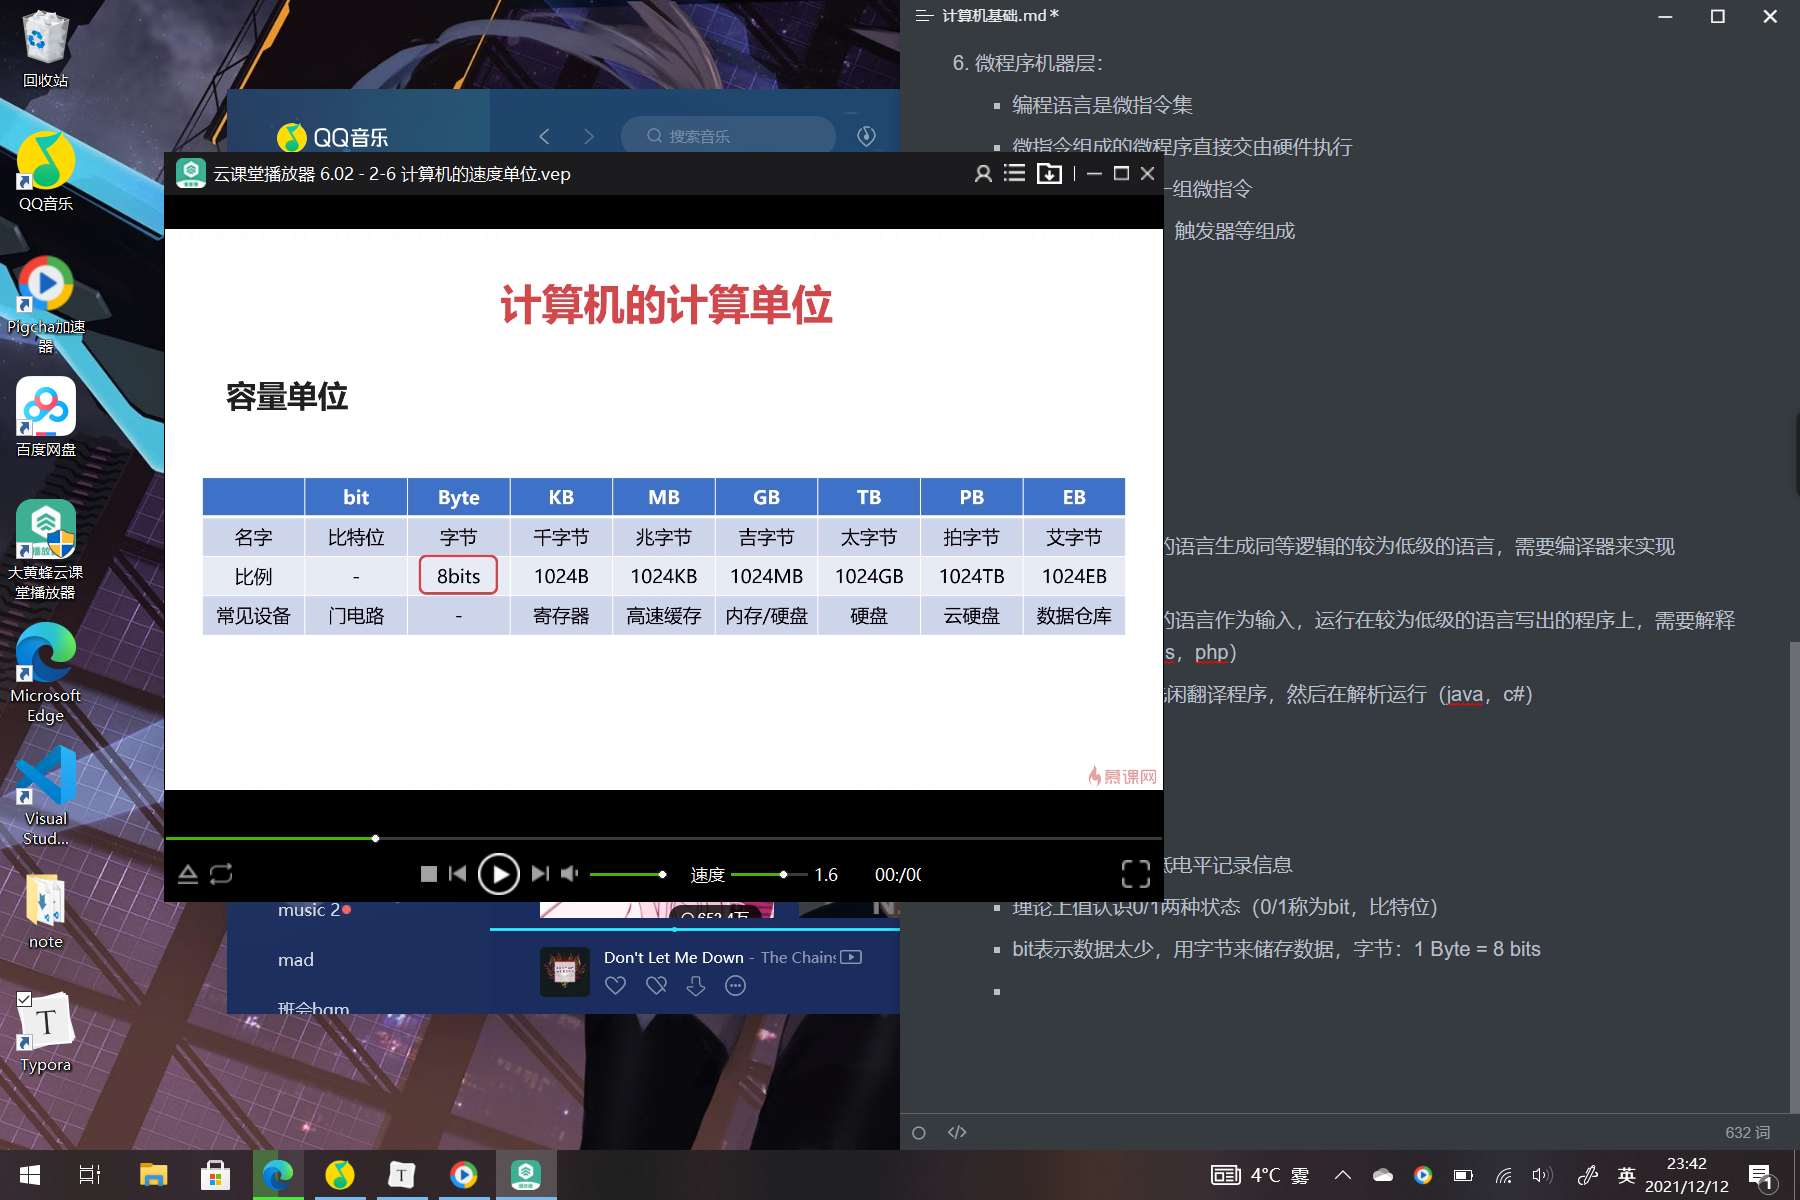 回收站
QQ音乐
Pigcha加速
器
百度网盘
大黄蜂云课
堂播放器
Microsoft
Edge
Visual
Stud...
note
Typora
QQ音乐
搜索音乐
云课堂播放器 6.02 - 2-6 计算机的速度单位.vep
计算机的计算单位
容量单位
bit Byte KB MB GB TB PB EB
名字 比特位 字节 千字节 兆字节 吉字节 太字节 拍字节 艾字节
比例 - 8bits 1024B 1024KB 1024MB 1024GB 1024TB 1024EB
常见设备 门电路 - 寄存器 高速缓存 内存/硬盘 硬盘 云硬盘 数据仓库
慕课网
速度 1.6 00:/0
music 2
mad
班会bgm
Don't Let Me Down - The Chains
计算机基础.md*
6. 微程序机器层：
编程语言是微指令集
微指令组成的微程序直接交由硬件执行
一组微指令
触发器等组成
的语言生成同等逻辑的较为低级的语言，需要编译器来实现
的语言作为输入，运行在较为低级的语言写出的程序上，需要解释
s，php）
闲翻译程序，然后在解析运行（java，c#）
低电平记录信息
理论上值认识0/1两种状态（0/1称为bit，比特位）
bit表示数据太少，用字节来储存数据，字节：1 Byte = 8 bits
632 词
4°C 雾
英
23:42
2021/12/12
1